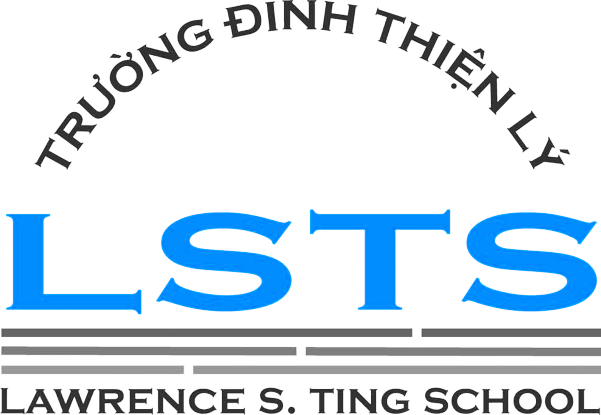 TRƯỜNG ĐINH THIỆN LÝ
LSTS
LAWRENCE S. TING SCHOOL